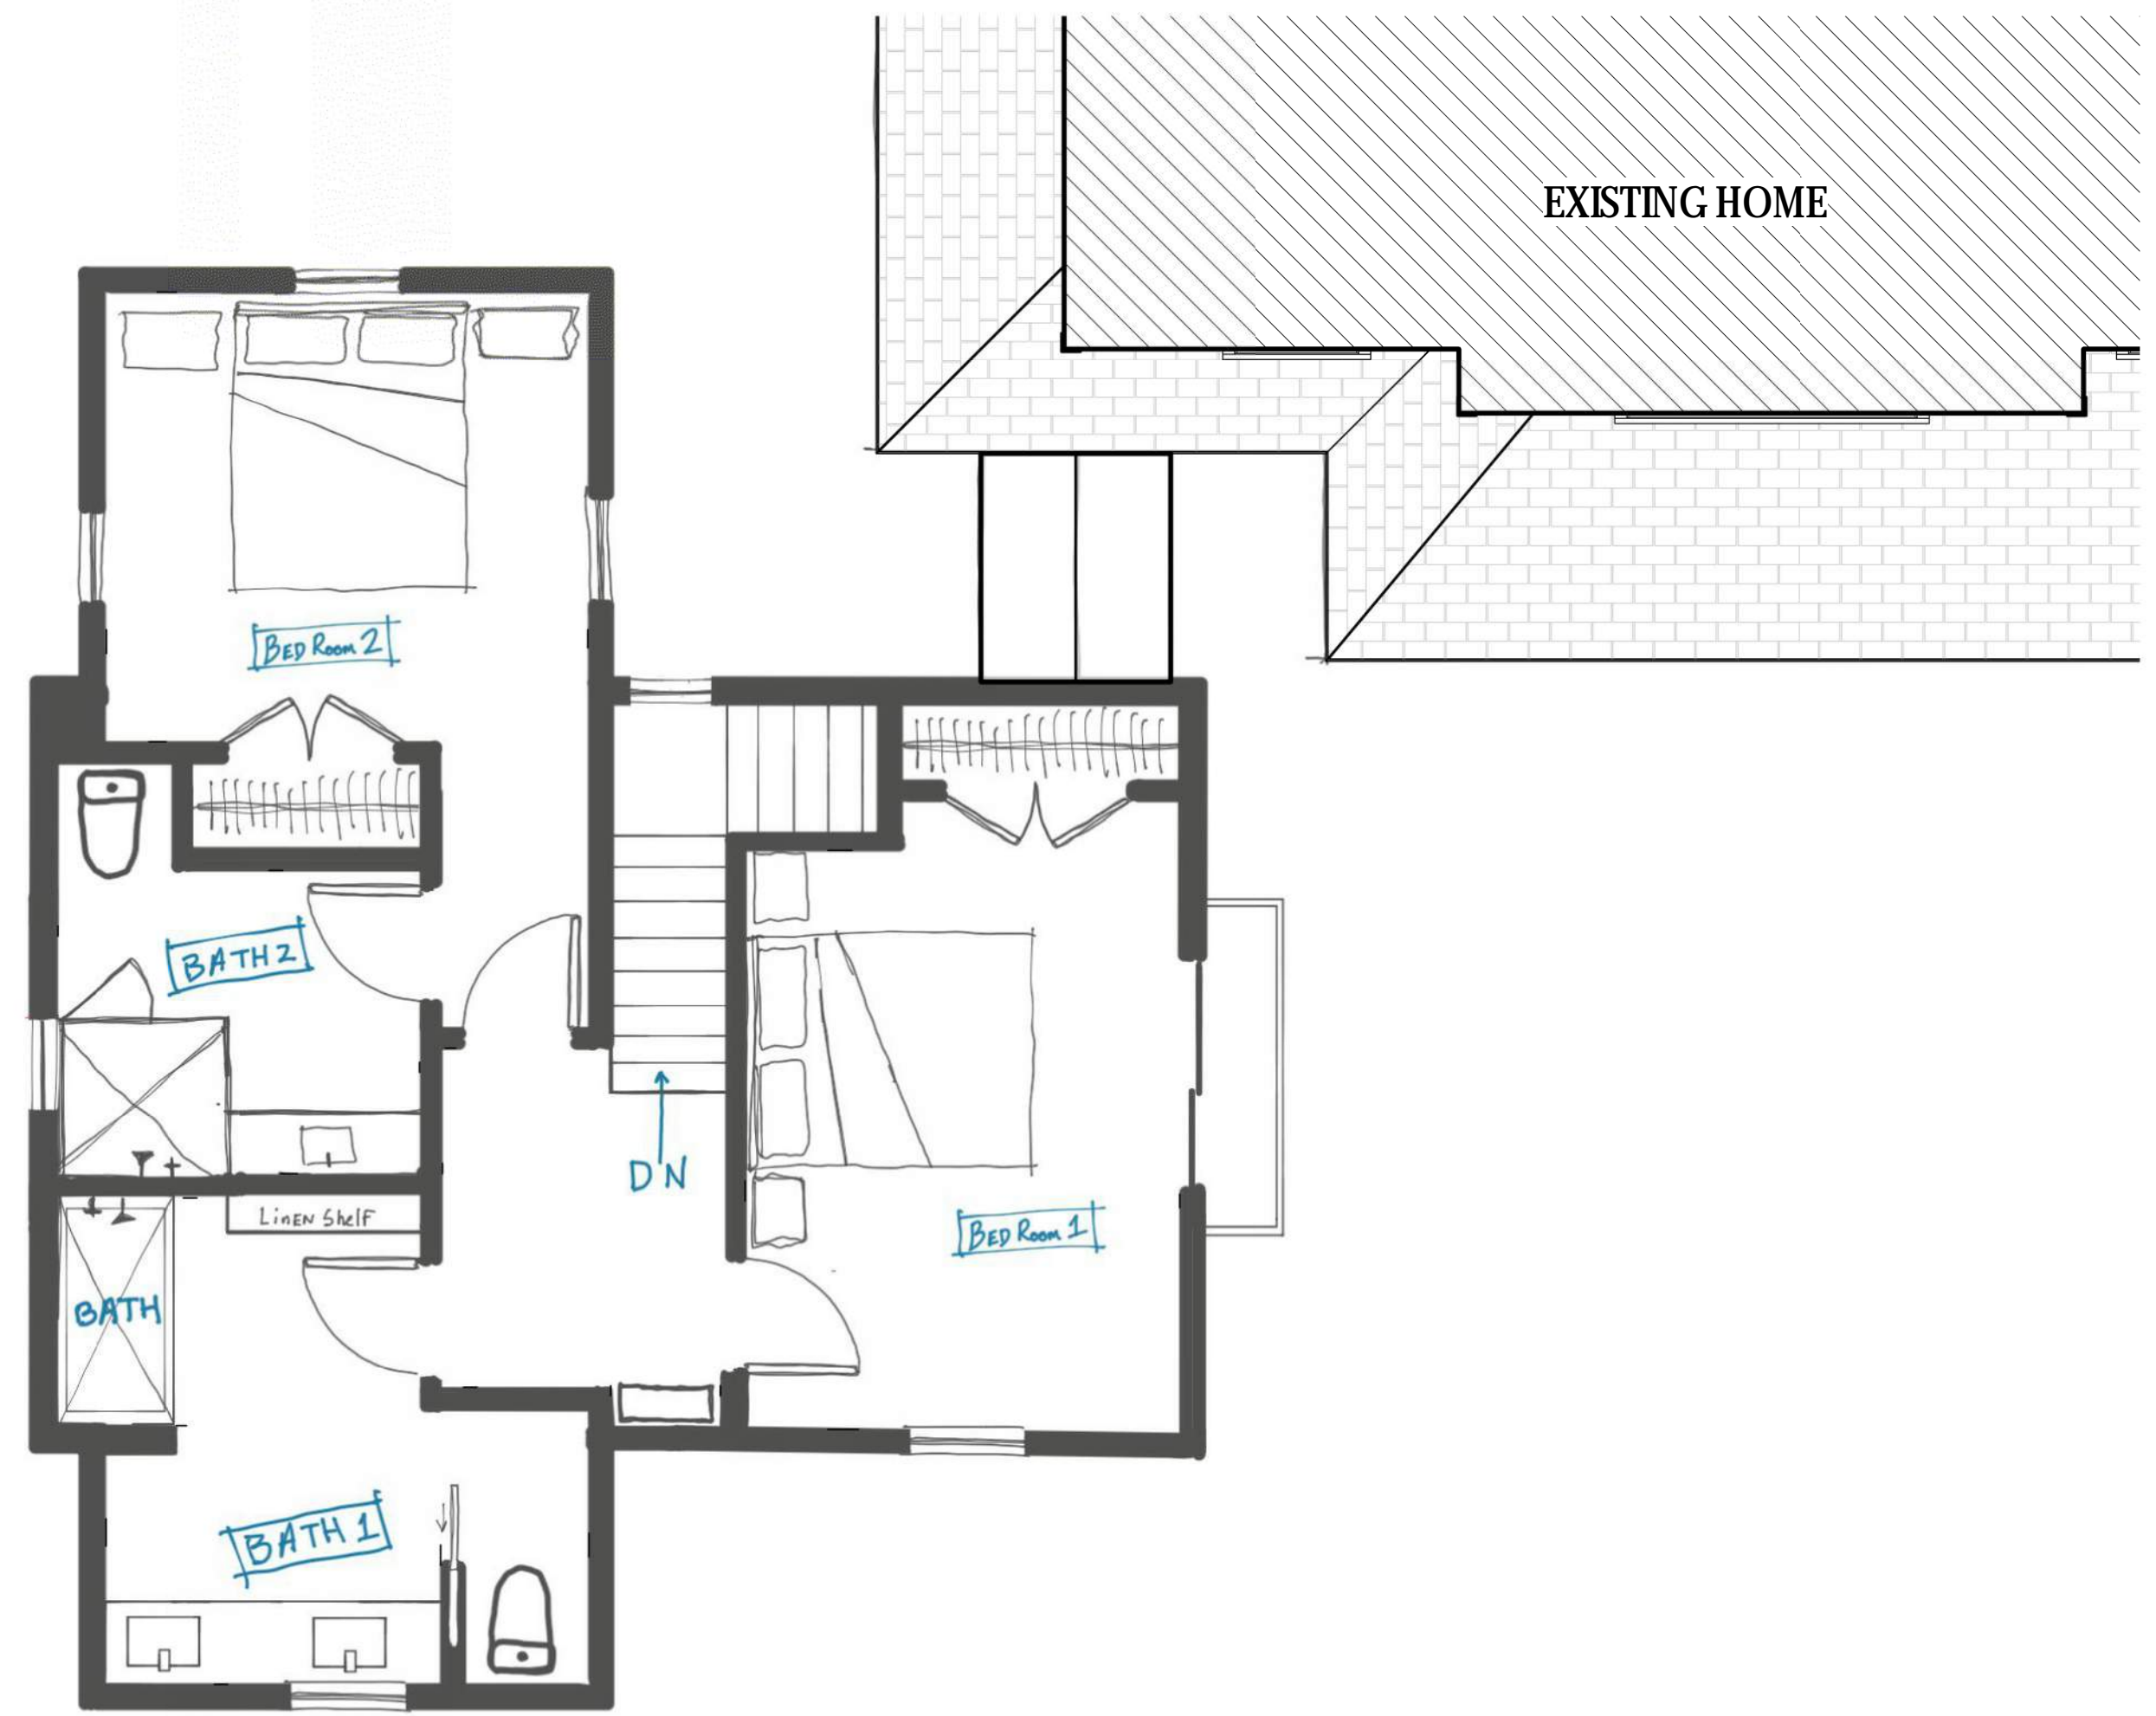 EXISTING HOME
BED Room 2
BATH 2
DN
LinEN Shelf
BED Room 1
BATH
BATH 1